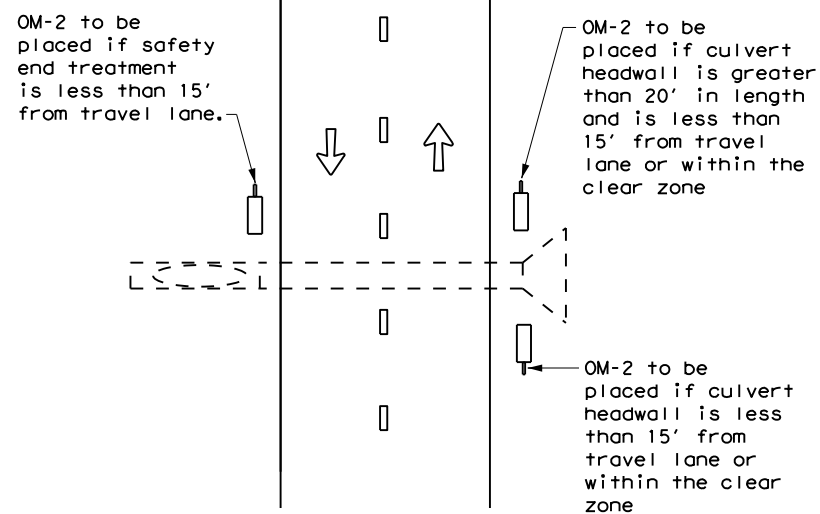 OM-2 to be
placed if safety
end treatment
is less than 15'
from travel lane.
OM-2 to be
placed if culvert
headwall is greater
than 20' in length
and is less than
15' from travel
lane or within the
clear zone
OM-2 to be
placed if culvert
headwall is less
than 15' from
travel lane or
within the clear
zone